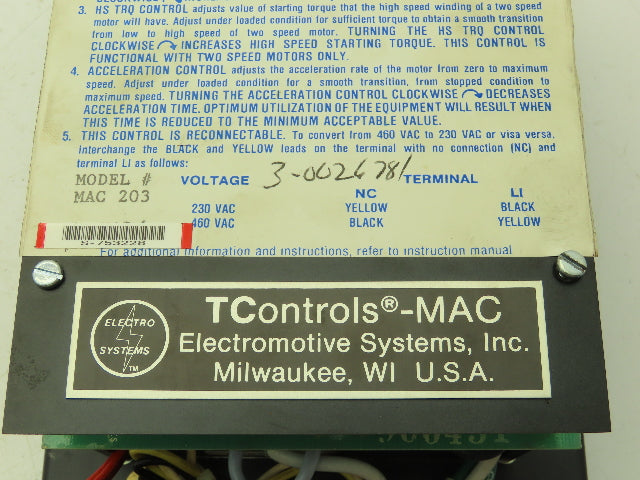 3. HS TRQ CONTROL adjusts value of starting torque that the high speed winding of a two speed
motor will have. Adjust under loaded condition for sufficient torque to obtain a smooth transition
from low to high speed of two speed motor. TURNING THE HS TRQ CONTROL
CLOCKWISE INCREASES HIGH SPEED STARTING TORQUE. THIS CONTROL IS
FUNCTIONAL WITH TWO SPEED MOTORS ONLY.
4. ACCELERATION CONTROL adjusts the acceleration rate of the motor from zero to maximum
speed. Adjust under loaded condition for a smooth transition, from stopped condition to
maximum speed. TURNING THE ACCELERATION CONTROL CLOCKWISE DECREASES
ACCELERATION TIME. OPTIMUM UTILIZATION OF THE EQUIPMENT WILL RESULT WHEN
THIS TIME IS REDUCED TO THE MINIMUM ACCEPTABLE VALUE.
5. THIS CONTROL IS RECONNECTABLE. To convert from 460 VAC to 230 VAC or visa versa,
interchange the BLACK and YELLOW leads on the terminal with no connection (NC) and
terminal LI as follows:
MODEL # VOLTAGE 3-0026781 TERMINAL
MAC 203 NC LI
230 VAC YELLOW BLACK
460 VAC BLACK YELLOW
S-753228
For additional information and instructions, refer to instruction manual
ELECTRO
SYSTEMS
TM
TControls®-MAC
Electromotive Systems, Inc.
Milwaukee, WI U.S.A.